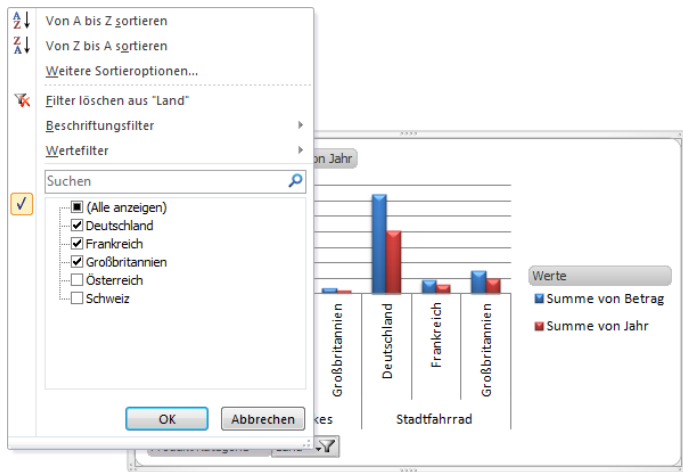 Von A bis Z sortieren
Von Z bis A sortieren
Weitere Sortieroptionen...
Filter löschen aus "Land"
Beschriftungsfilter
Wertefilter
Suchen
(Alle anzeigen)
Deutschland
Frankreich
Großbritannien
Österreich
Schweiz
OK
Abbrechen
on Jahr
Großbritannien
Deutschland
Frankreich
Großbritannien
kes
Stadtfahrrad
Werte
Summe von Betrag
Summe von Jahr